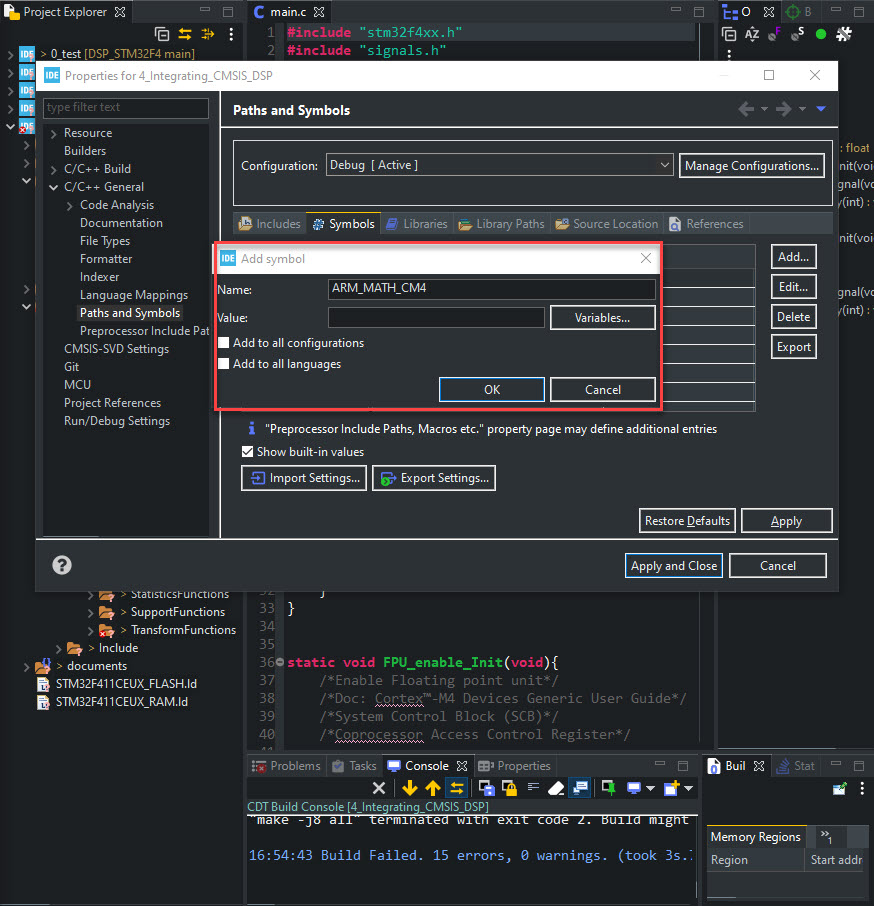 Project Explorer
main.c
O
B
1 #include "stm32f4xx.h"
2 #include "signals.h"
> 0_test [DSP_STM32F4 main]
IDE
IDE
IDE
IDE
IDE
IDE Properties for 4_Integrating_CMSIS_DSP
type filter text
Resource
Builders
C/C++ Build
C/C++ General
Code Analysis
Documentation
File Types
Formatter
Indexer
Language Mappings
Paths and Symbols
Preprocessor Include Pat
CMSIS-SVD Settings
Git
MCU
Project References
Run/Debug Settings
Paths and Symbols
Configuration:
Debug [ Active ]
Manage Configurations...
Includes
Symbols
Libraries
Library Paths
Source Location
References
IDE Add symbol
Name:
ARM_MATH_CM4
Value:
Variables...
Add to all configurations
Add to all languages
OK
Cancel
Add...
Edit...
Delete
Export
"Preprocessor Include Paths, Macros etc." property page may define additional entries
Show built-in values
Import Settings...
Export Settings...
Restore Defaults
Apply
Apply and Close
Cancel
: float
nit(voi
gnal(v
y(int) : v
nit(voi
gnal(v
y(int) : v
> StatisticsFunctions
> SupportFunctions
> TransformFunctions
> Include
> documents
STM32F411CEUX_FLASH.ld
STM32F411CEUX_RAM.ld
32 }
33 }
34
35
36 static void FPU_enable_Init(void){
37 /*Enable Floating point unit*/
38 /*Doc: Cortex™-M4 Devices Generic User Guide*/
39 /*System Control Block (SCB)*/
40 /*Coprocessor Access Control Register*/
Problems
Tasks
Console
Properties
CDT Build Console [4_Integrating_CMSIS_DSP]
"make -j8 all" terminated with exit code 2. Build might
16:54:43 Build Failed. 15 errors, 0 warnings. (took 3s.
Buil
Stat
Memory Regions
»1
Region
Start addr